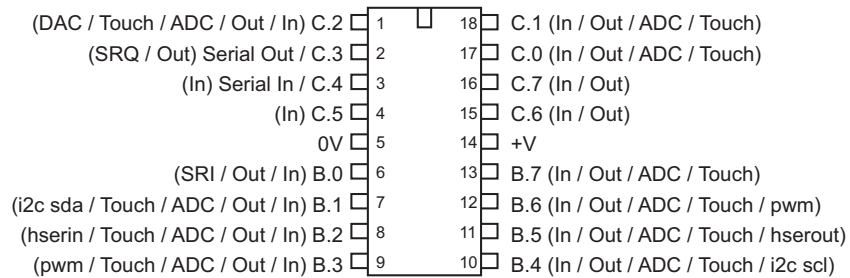 (DAC / Touch / ADC / Out / In) C.2 1 18 C.1 (In / Out / ADC / Touch)
(SRQ / Out) Serial Out / C.3 2 17 C.0 (In / Out / ADC / Touch)
(In) Serial In / C.4 3 16 C.7 (In / Out)
(In) C.5 4 15 C.6 (In / Out)
0V 5 14 +V
(SRI / Out / In) B.0 6 13 B.7 (In / Out / ADC / Touch)
(i2c sda / Touch / ADC / Out / In) B.1 7 12 B.6 (In / Out / ADC / Touch / pwm)
(hserin / Touch / ADC / Out / In) B.2 8 11 B.5 (In / Out / ADC / Touch / hserout)
(pwm / Touch / ADC / Out / In) B.3 9 10 B.4 (In / Out / ADC / Touch / i2c scl)